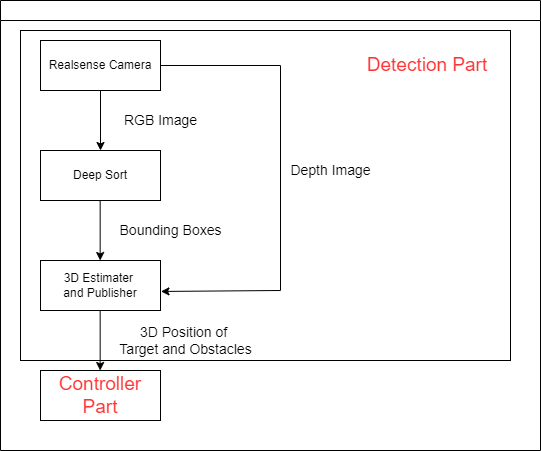 Realsense Camera
Detection Part
RGB Image
Depth Image
Deep Sort
Bounding Boxes
3D Estimater
and Publisher
3D Position of
Target and Obstacles
Controller
Part